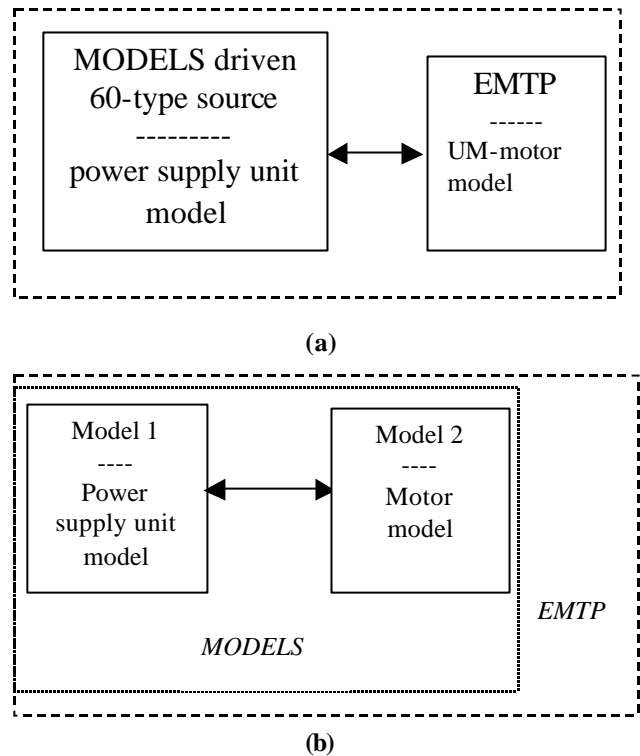 MODELS driven
60-type source
---------
power supply unit
model
EMTP
------
UM-motor
model
(a)
Model 1
----
Power
supply unit
model
Model 2
----
Motor
model
EMTP
MODELS
(b)